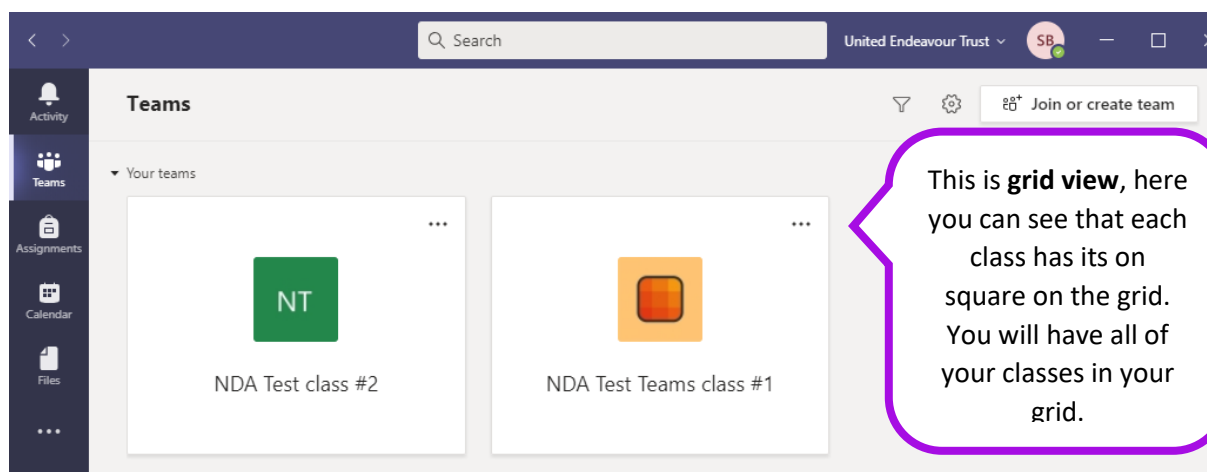 Search
United Endeavour Trust
SB
Activity
Teams
Join or create team
Teams
Your teams
Assignments
Calendar
Files
NT
NDA Test class #2
NDA Test Teams class #1
This is grid view, here
you can see that each
class has its on
square on the grid.
You will have all of
your classes in your
grid.